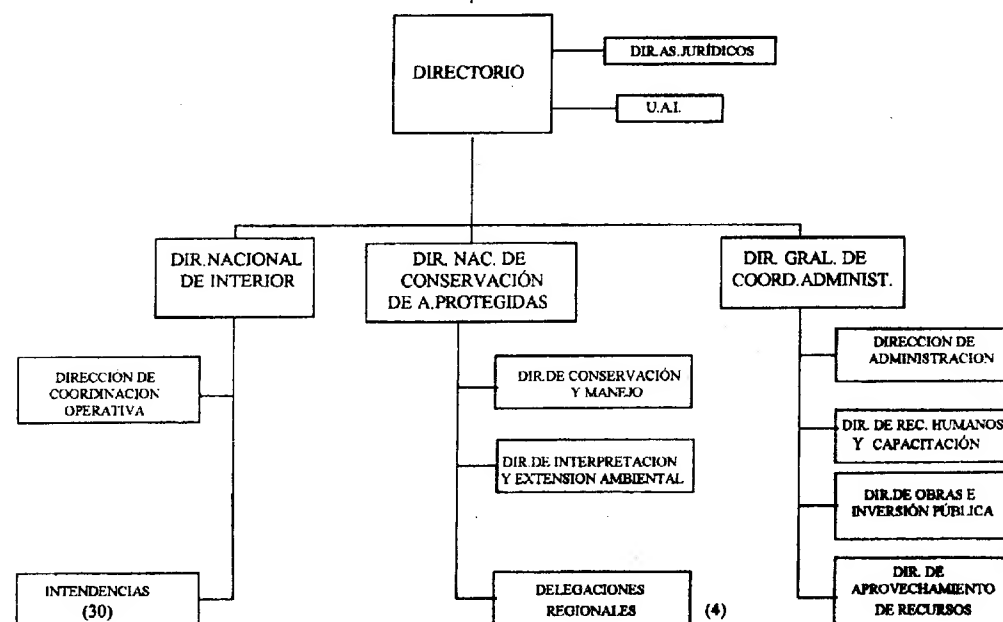 DIRECTORIO
DIR.AS.JURÍDICOS
U.A.I.
DIR.NACIONAL
DE INTERIOR
DIR. NAC. DE
CONSERVACIÓN
DE A.PROTEGIDAS
DIR. GRAL. DE
COORD.ADMINIST.
DIRECCIÓN DE
COORDINACION
OPERATIVA
INTENDENCIAS
(30)
DIR.DE CONSERVACIÓN
Y MANEJO
DIR.DE INTERPRETACION
Y EXTENSION AMBIENTAL
DELEGACIONES
REGIONALES
(4)
DIRECCION DE
ADMINISTRACION
DIR. DE REC. HUMANOS
Y CAPACITACIÓN
DIR.DE OBRAS E
INVERSIÓN PÚBLICA
DIR. DE
APROVECHAMIENTO
DE RECURSOS